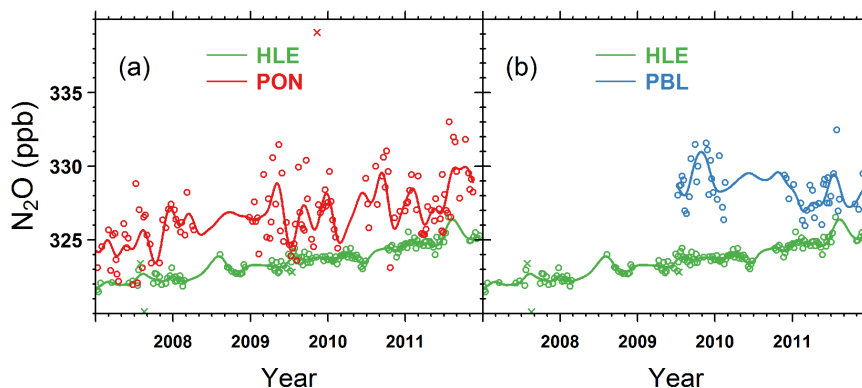 (a)
HLE
PON
(b)
HLE
PBL
N₂O (ppb)
335
330
325
2008
2009
2010
2011
2008
2009
2010
2011
Year
Year